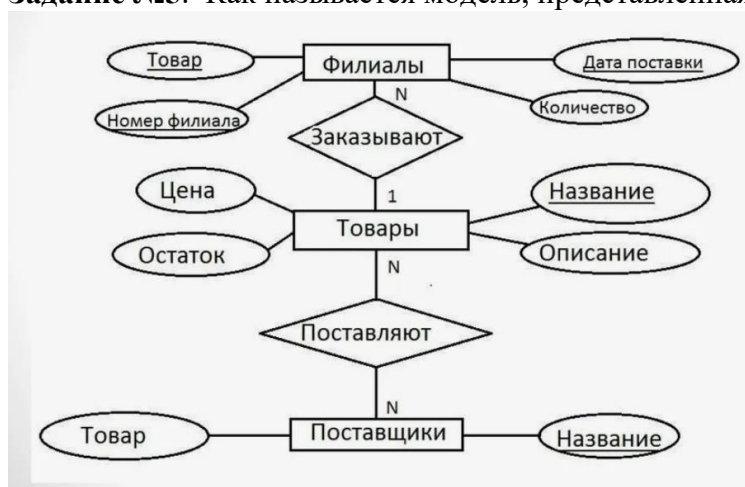 Задание №3. Как называется модель, представленная
Товар
Филиалы
Дата поставки
Номер филиала
N
Количество
Заказывают
Цена
1
Название
Товары
Остаток
Описание
N
Поставляют
N
Товар
Поставщики
Название